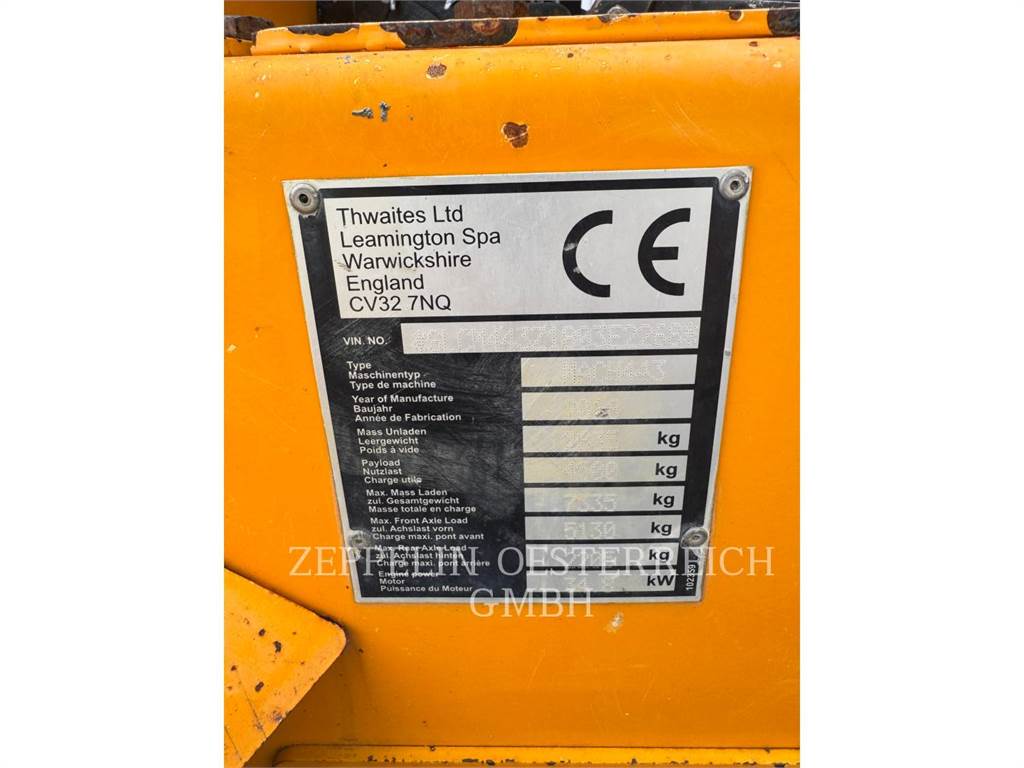 Thwaites Ltd
Leamington Spa
Warwickshire
England
CV32 7NQ
CE
VIN. NO.
Type
Maschinentyp
Type de machine
Year of Manufacture
Baujahr
Année de Fabrication
Mass Unladen
Leergewicht
Poids à vide
kg
Payload
Nutzlast
Charge utile
kg
Max. Mass Laden
zul. Gesamtgewicht
Masse totale en charge
7335 kg
Max. Front Axle Load
zul. Achslast vorn
Charge maxi. pont avant
5130 kg
Max. Rear Axle Load
zul. Achslast hinten
Charge maxi. pont arrière
kg
Engine power
Motor
Puissance du Moteur
kW
ZEPPELIN OESTERREICH
GMBH